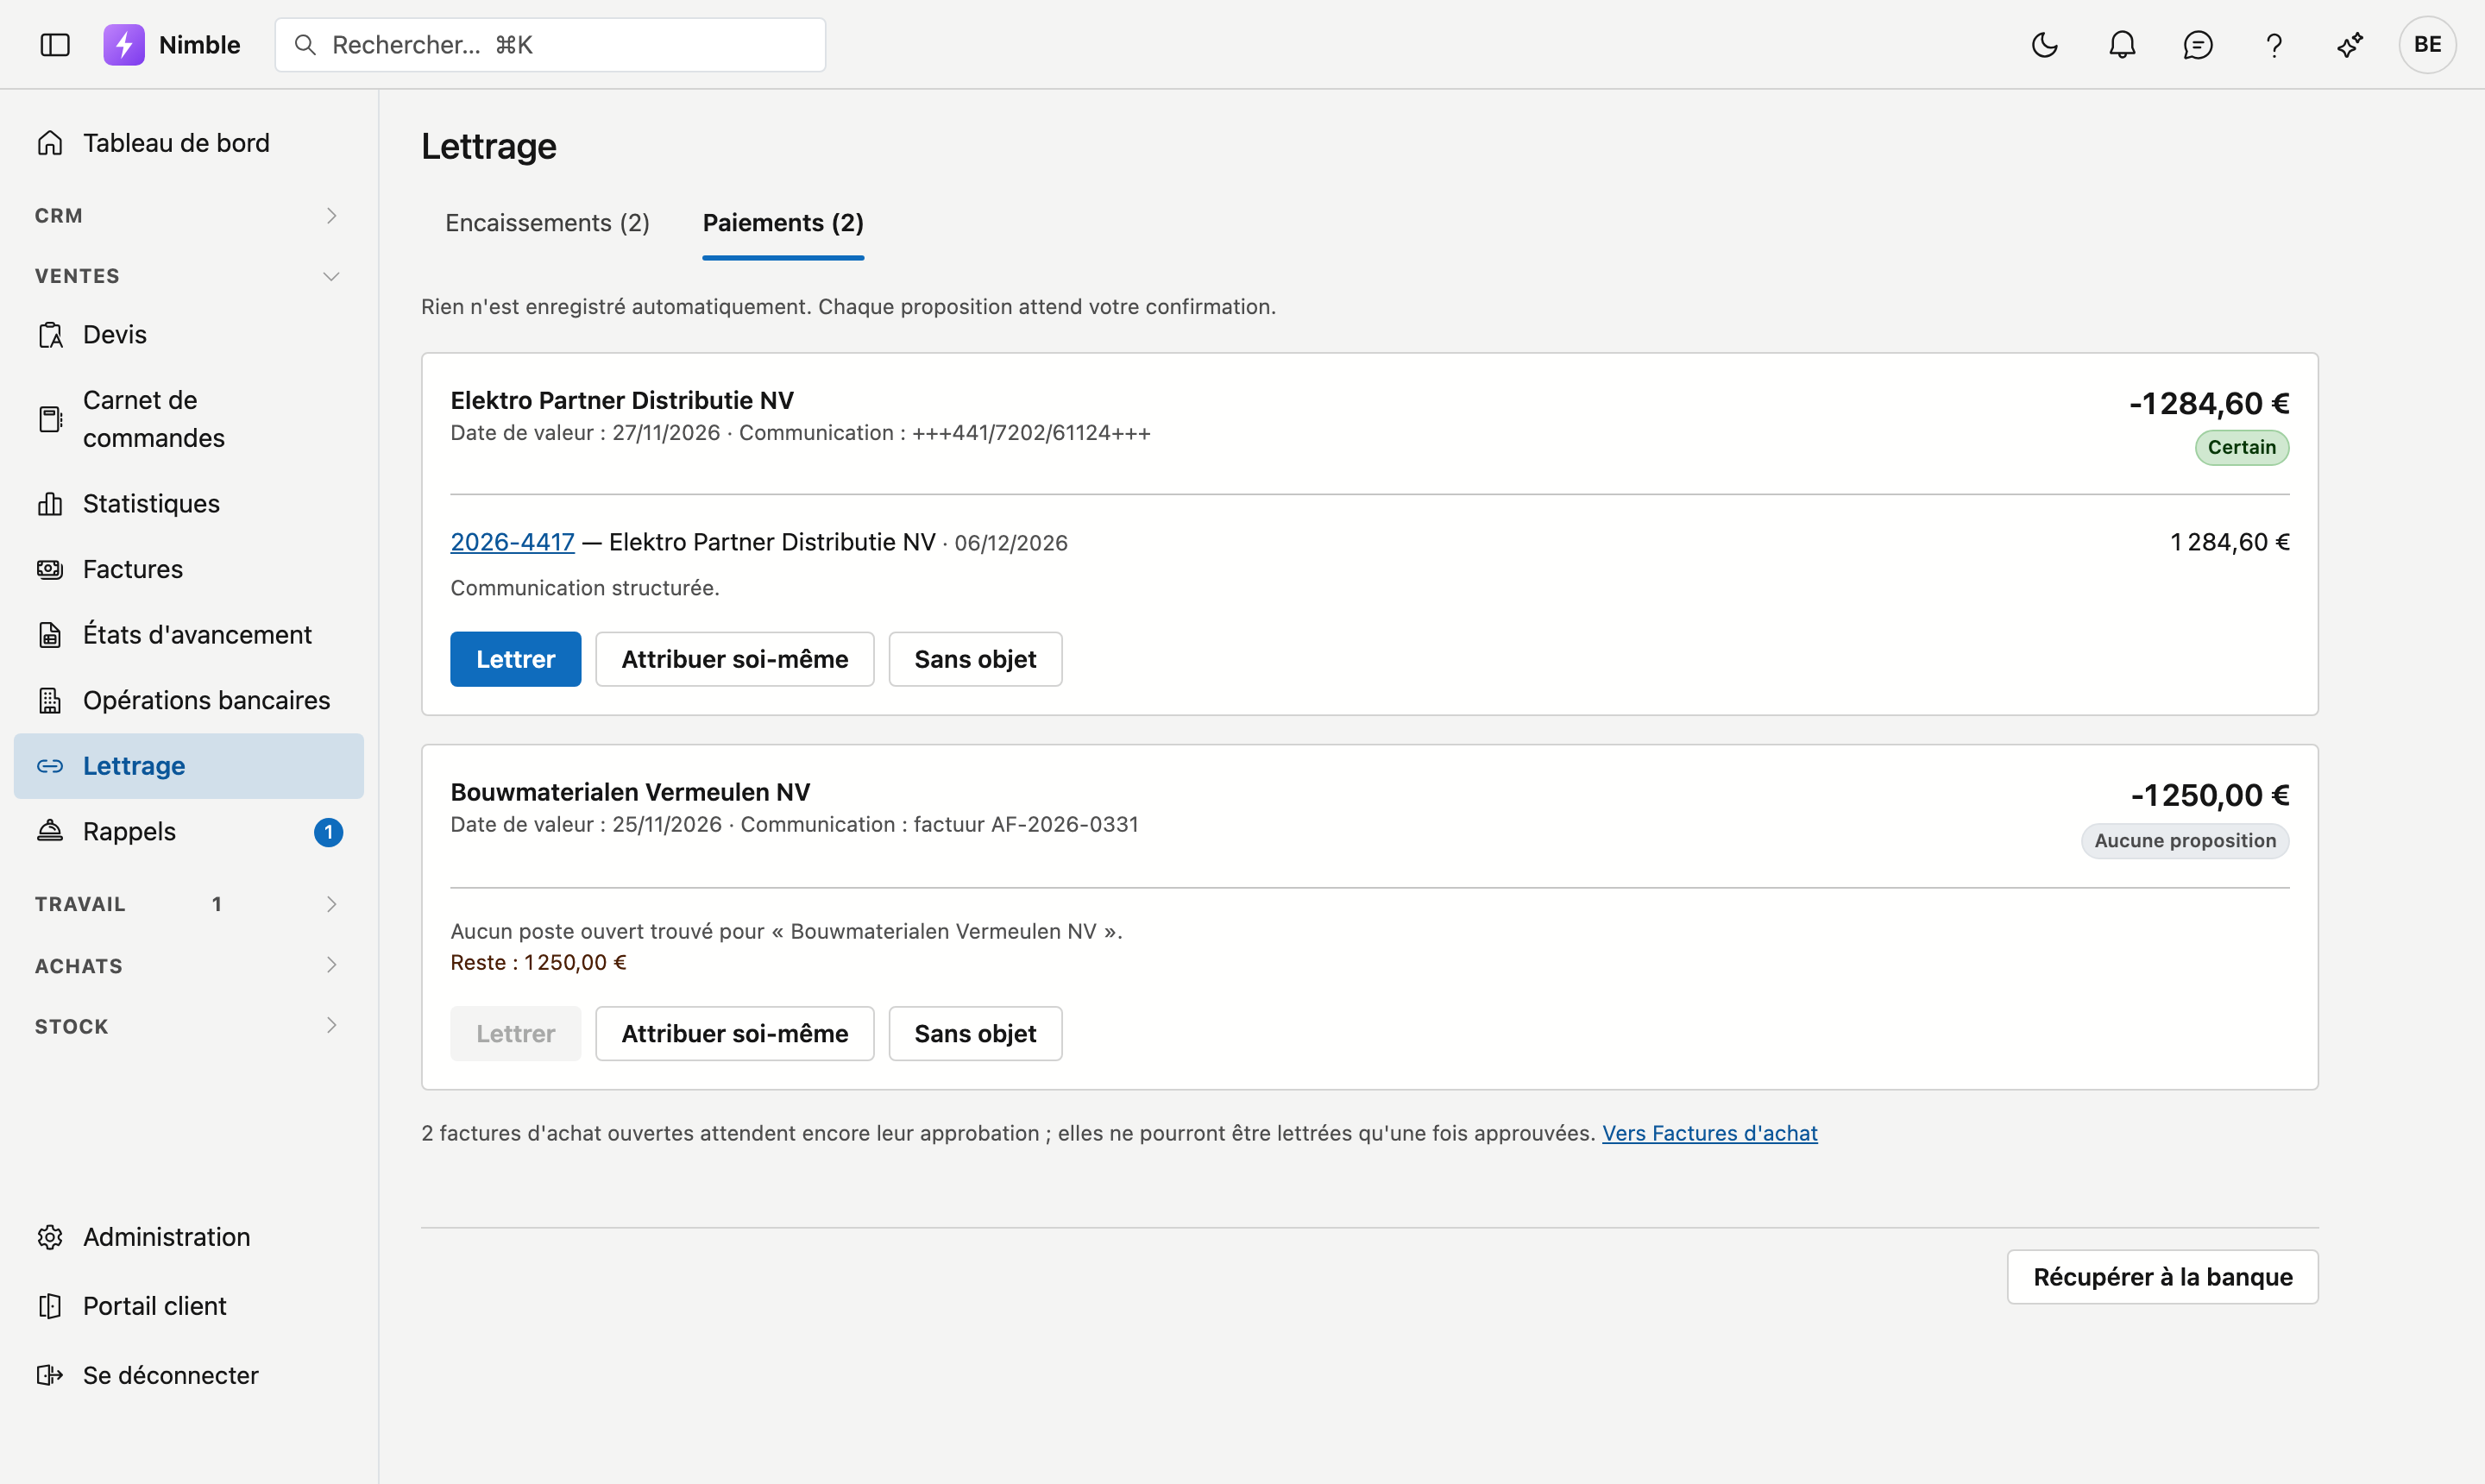 Nimble
Rechercher... ⌘K
BE
Tableau de bord
CRM
VENTES
Devis
Carnet de
commandes
Statistiques
Factures
États d'avancement
Opérations bancaires
Lettrage
Rappels 1
TRAVAIL 1
ACHATS
STOCK
Administration
Portail client
Se déconnecter
Lettrage
Encaissements (2) Paiements (2)
Rien n'est enregistré automatiquement. Chaque proposition attend votre confirmation.
Elektro Partner Distributie NV -1 284,60 €
Date de valeur : 27/11/2026 · Communication : +++441/7202/61124+++
Certain
2026-4417 — Elektro Partner Distributie NV · 06/12/2026 1 284,60 €
Communication structurée.
Lettrer Attribuer soi-même Sans objet
Bouwmaterialen Vermeulen NV -1 250,00 €
Date de valeur : 25/11/2026 · Communication : factuur AF-2026-0331
Aucune proposition
Aucun poste ouvert trouvé pour « Bouwmaterialen Vermeulen NV ».
Reste : 1 250,00 €
Lettrer Attribuer soi-même Sans objet
2 factures d'achat ouvertes attendent encore leur approbation ; elles ne pourront être lettrées qu'une fois approuvées. Vers Factures d'achat
Récupérer à la banque